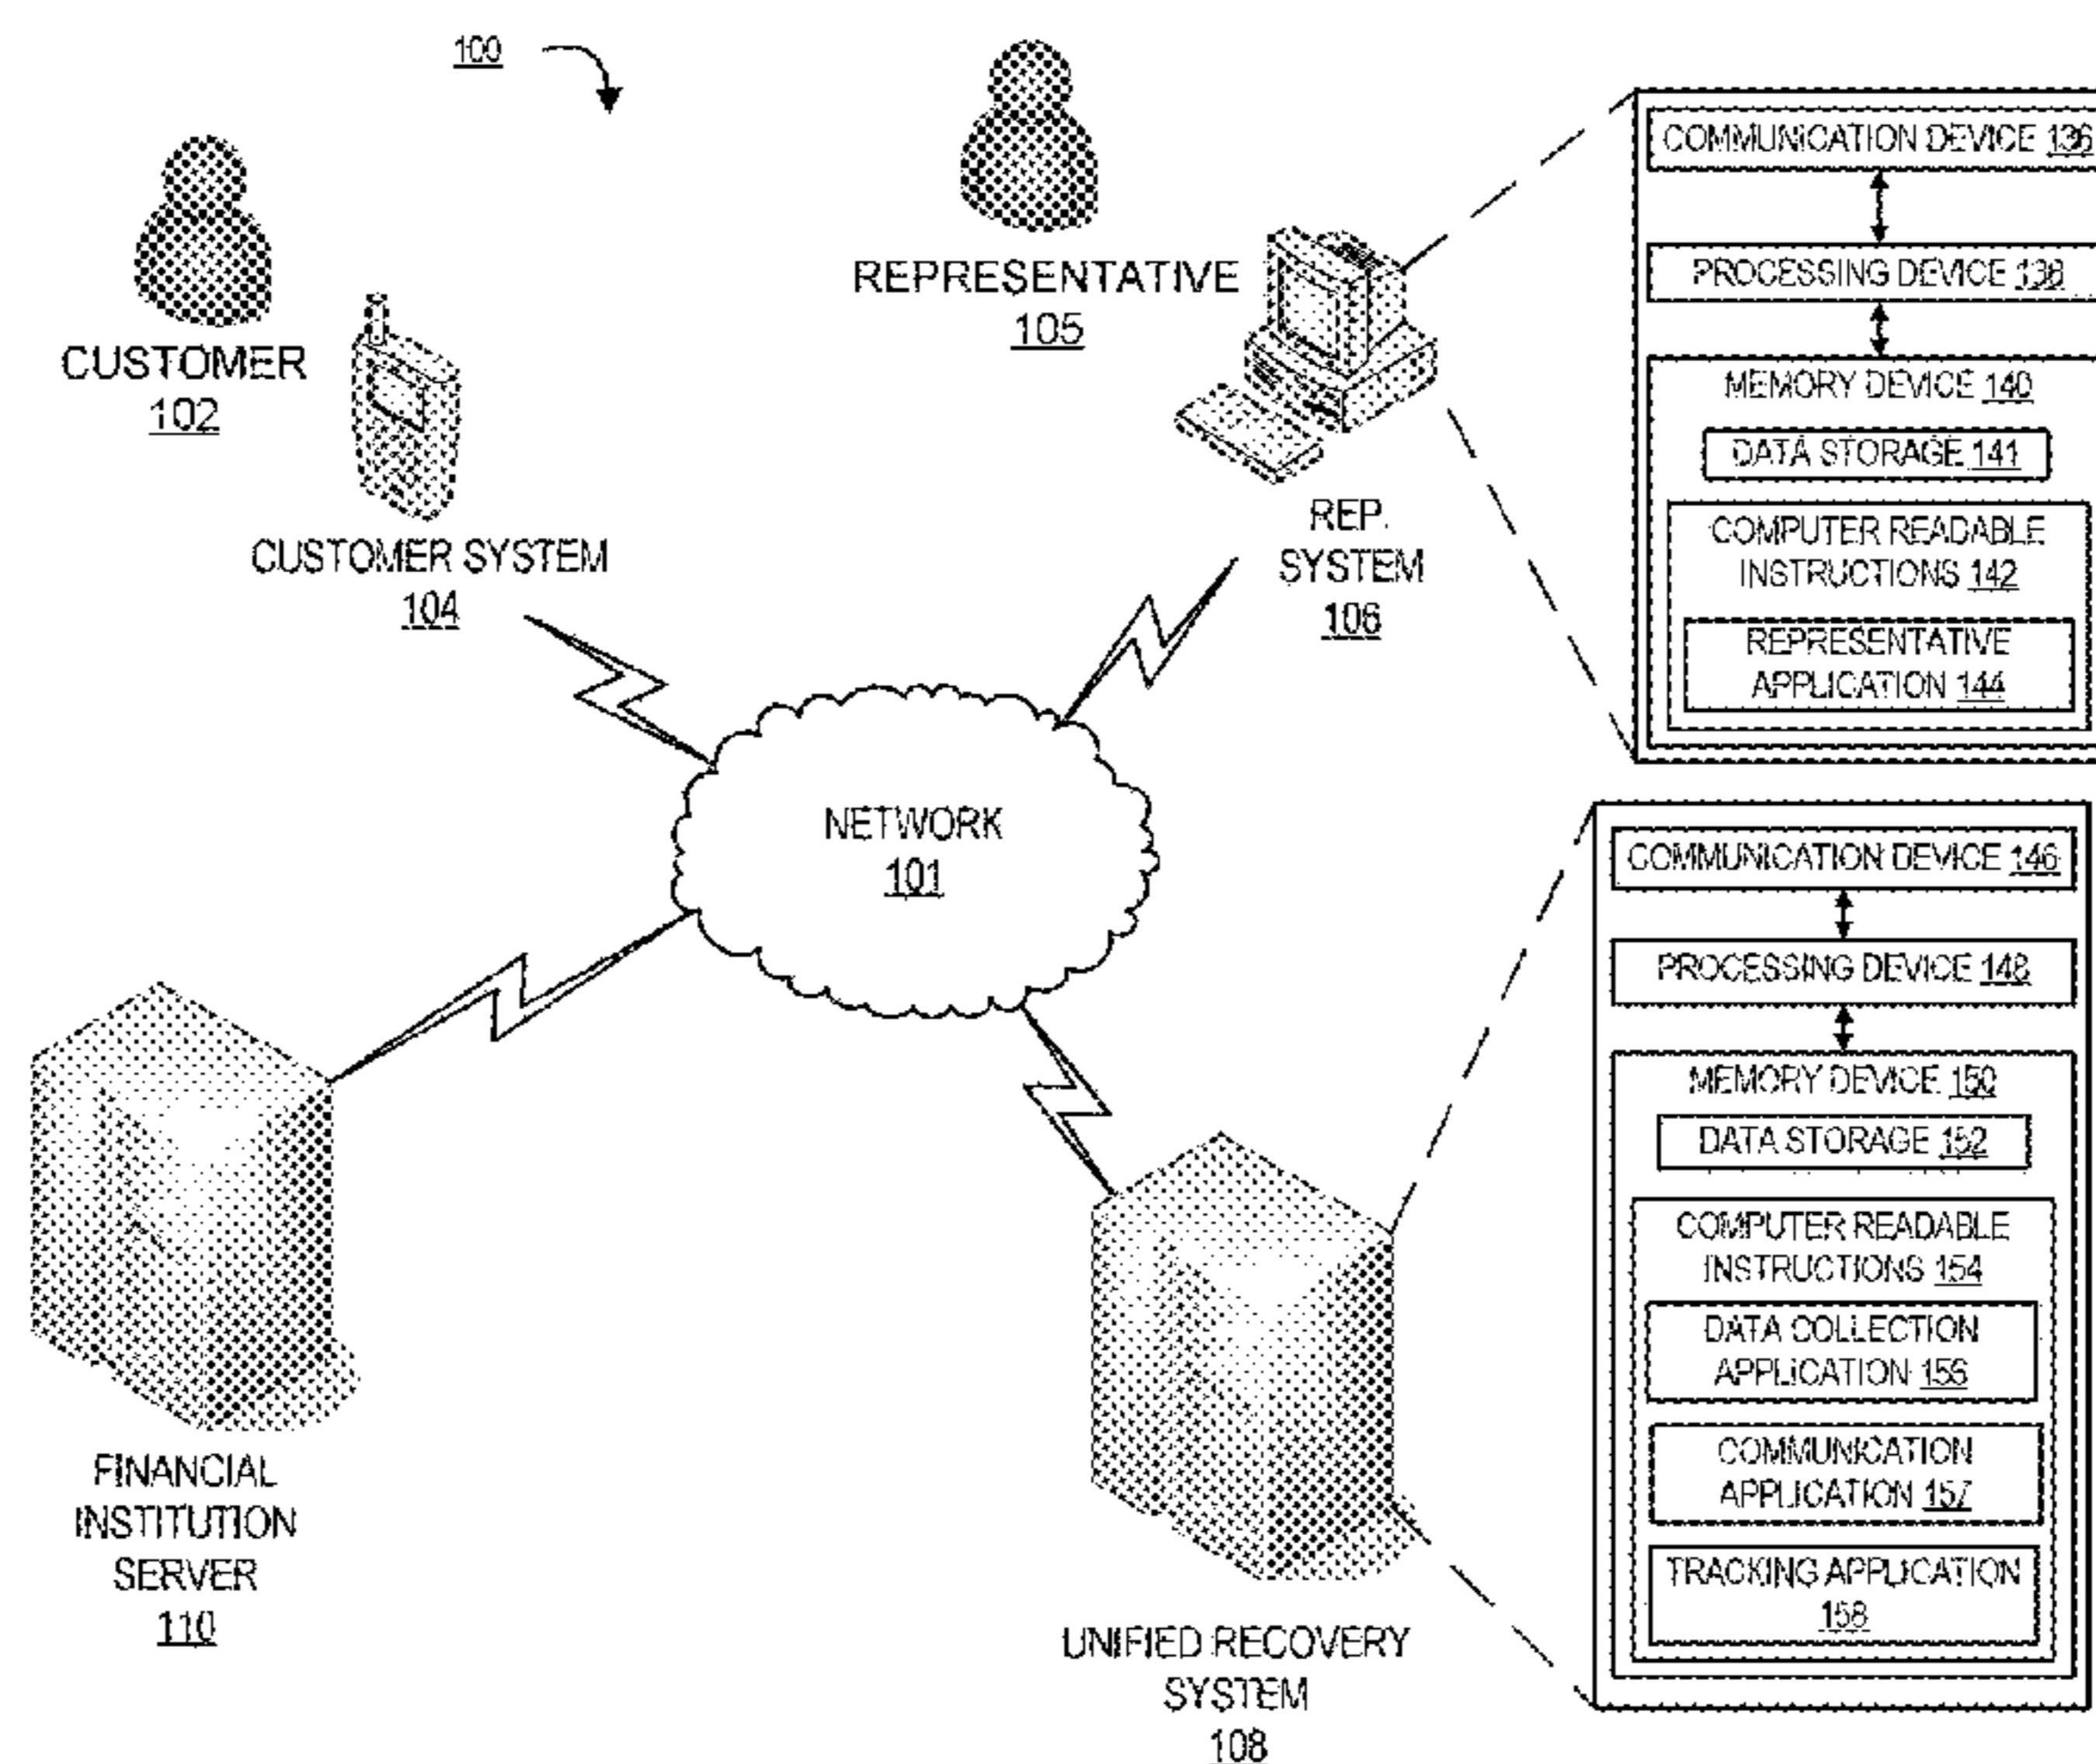 100
CUSTOMER
102
CUSTOMER SYSTEM
104
REPRESENTATIVE
105
REP.
SYSTEM
106
NETWORK
101
FINANCIAL
INSTITUTION
SERVER
110
UNIFIED RECOVERY
SYSTEM
108
COMMUNICATION DEVICE 136
PROCESSING DEVICE 138
MEMORY DEVICE 140
DATA STORAGE 141
COMPUTER READABLE
INSTRUCTIONS 142
REPRESENTATIVE
APPLICATION 144
COMMUNICATION DEVICE 146
PROCESSING DEVICE 148
MEMORY DEVICE 150
DATA STORAGE 152
COMPUTER READABLE
INSTRUCTIONS 154
DATA COLLECTION
APPLICATION 156
COMMUNICATION
APPLICATION 157
TRACKING APPLICATION
158